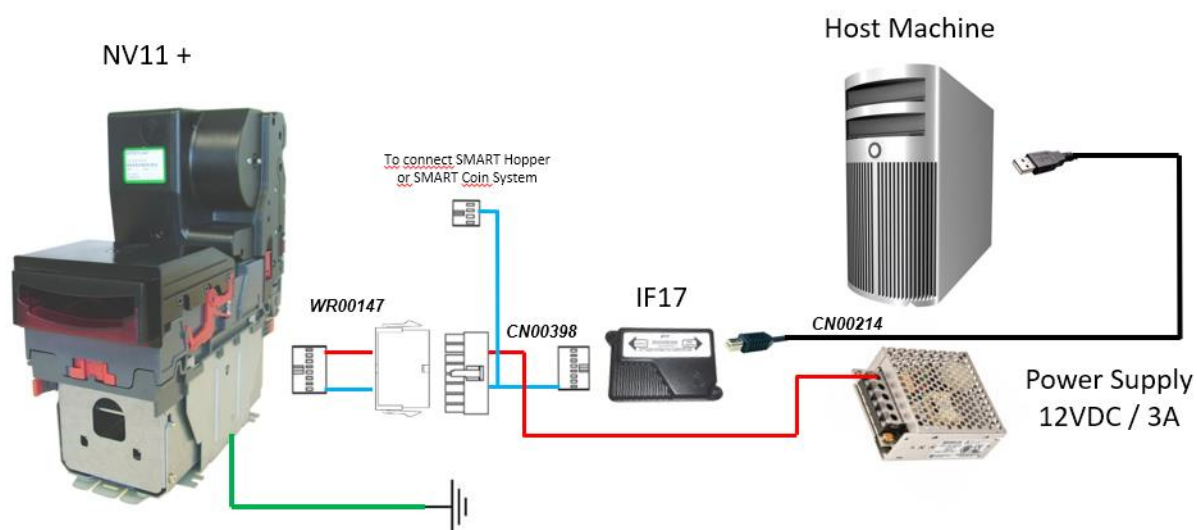 Host Machine
NV11 +
To connect SMART Hopper
or SMART Coin System
IF17
WR00147
CN00398
CN00214
Power Supply
12VDC / 3A